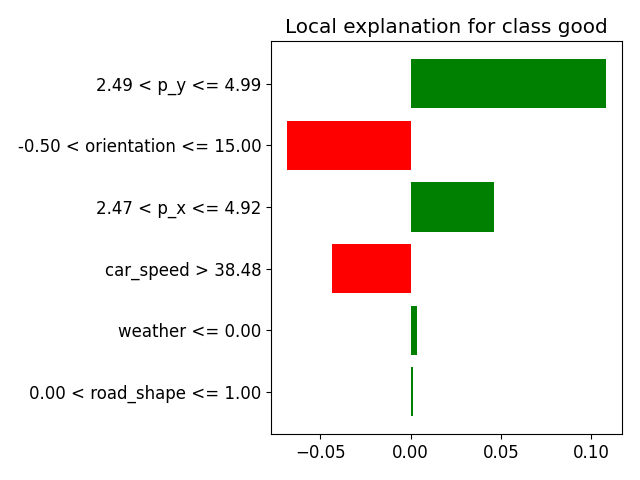 Local explanation for class good
2.49 < p_y <= 4.99
-0.50 < orientation <= 15.00
2.47 < p_x <= 4.92
car_speed > 38.48
weather <= 0.00
0.00 < road_shape <= 1.00
−0.05 0.00 0.05 0.10